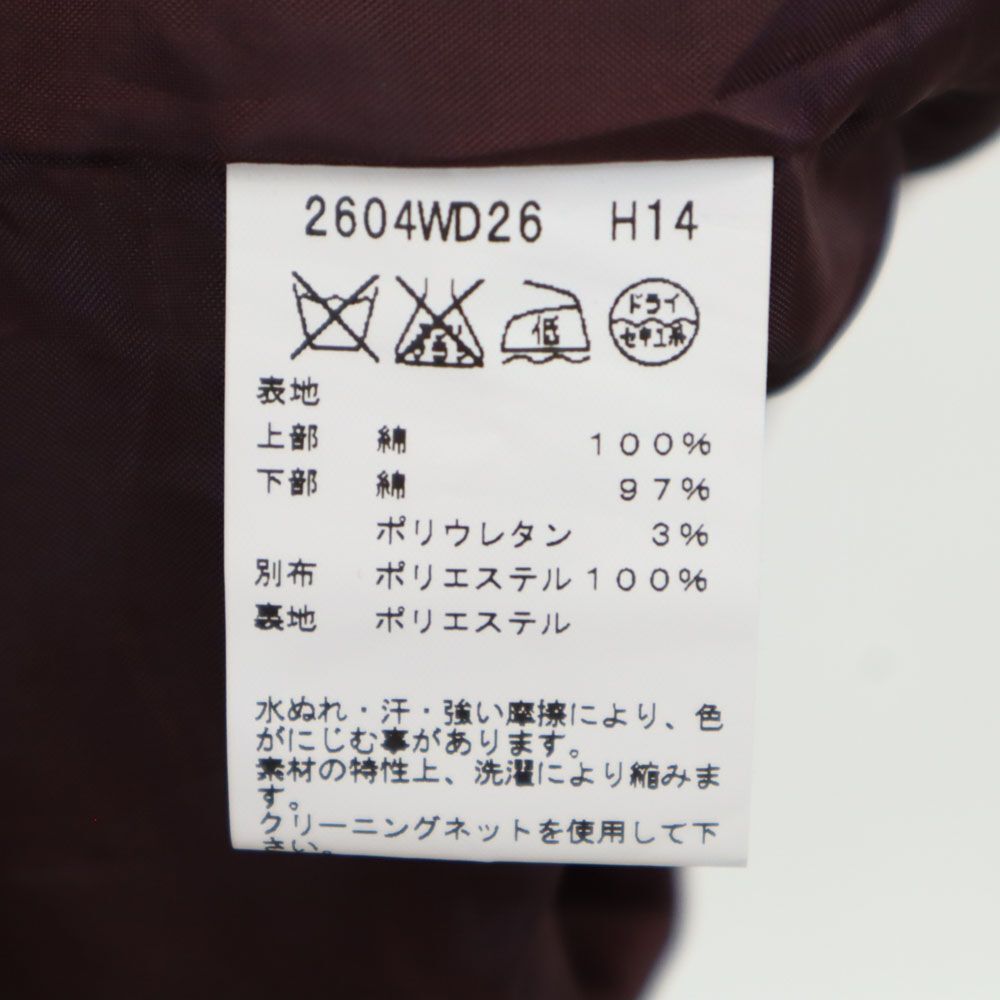 2604WD26 H14
低 ドライ
セキユ系
表地
上部 綿 100%
下部 綿 97%
ポリウレタン 3%
別布 ポリエステル 100%
裏地 ポリエステル
水ぬれ・汗・強い摩擦により、色
がにじむ事があります。
素材の特性上、洗濯により縮みま
す。
クリーニングネットを使用して下
さい。